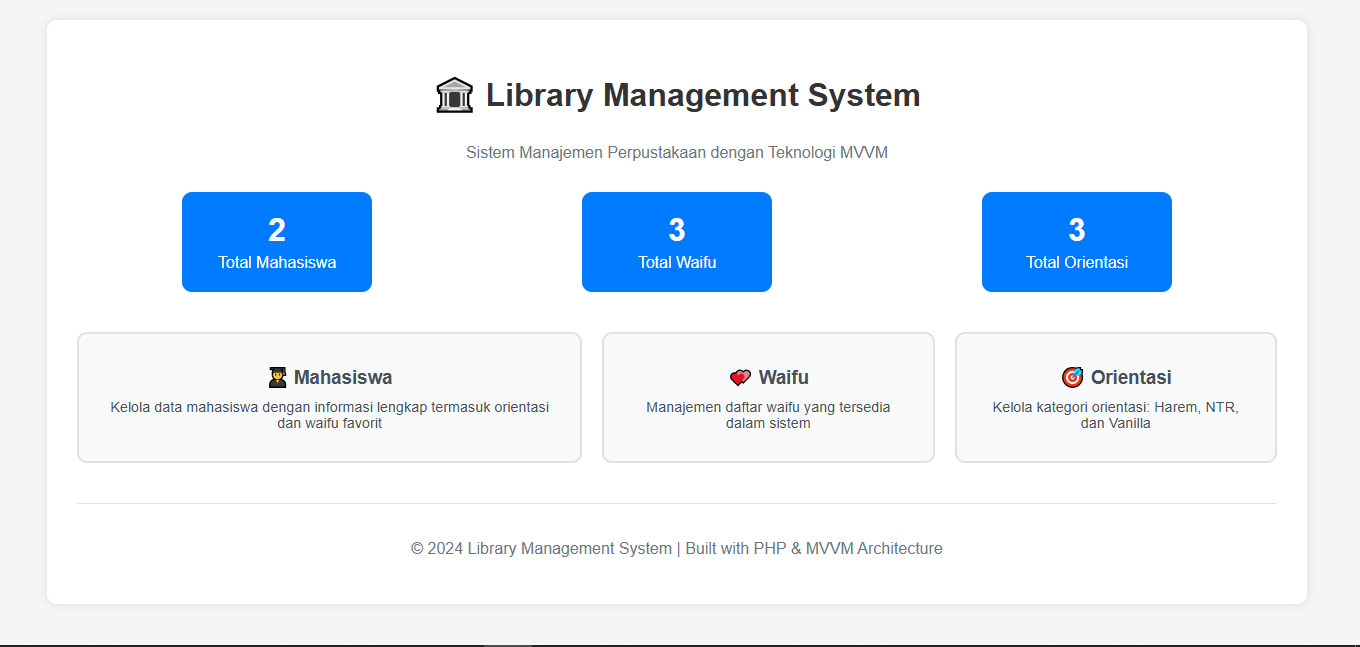 🏛️ Library Management System
Sistem Manajemen Perpustakaan dengan Teknologi MVVM
2
Total Mahasiswa
3
Total Waifu
3
Total Orientasi
👨‍🎓 Mahasiswa
Kelola data mahasiswa dengan informasi lengkap termasuk orientasi
dan waifu favorit
💕 Waifu
Manajemen daftar waifu yang tersedia
dalam sistem
🎯 Orientasi
Kelola kategori orientasi: Harem, NTR,
dan Vanilla
© 2024 Library Management System | Built with PHP & MVVM Architecture